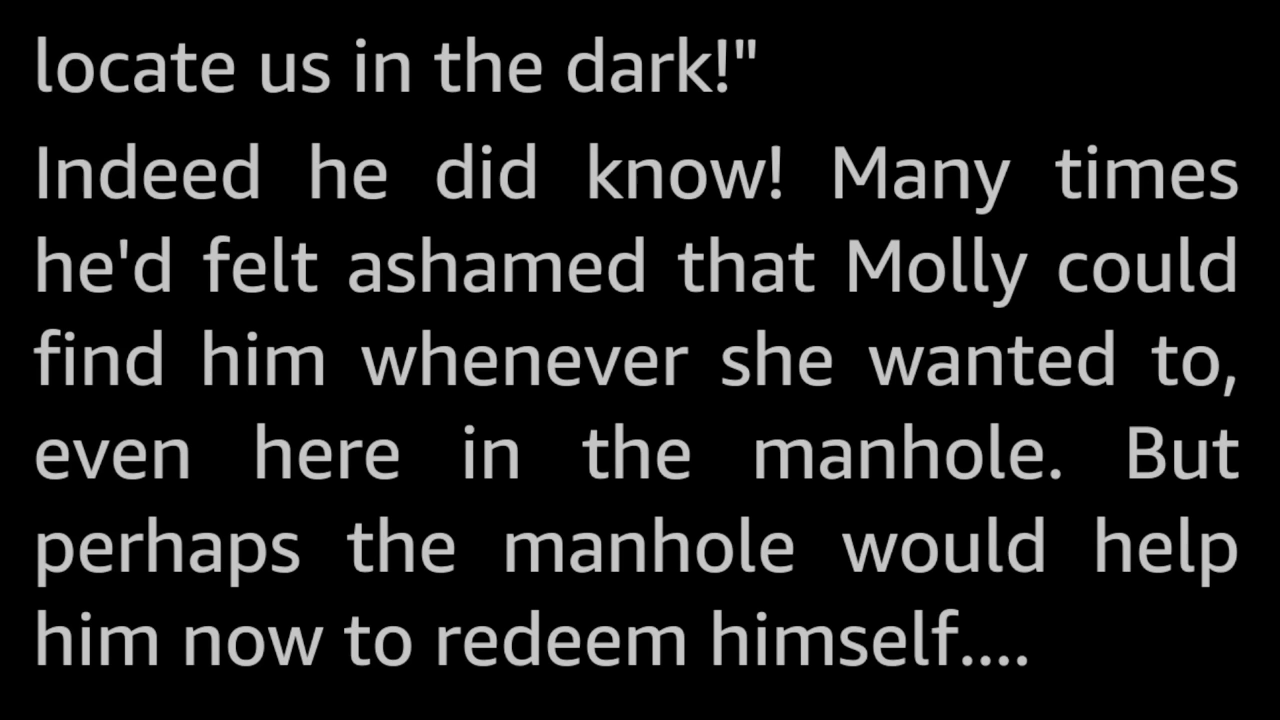 locate us in the dark!"
Indeed he did know! Many times
he'd felt ashamed that Molly could
find him whenever she wanted to,
even here in the manhole. But
perhaps the manhole would help
him now to redeem himself....